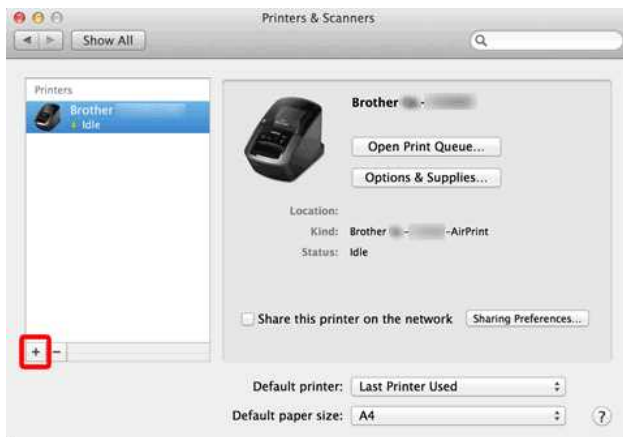 Printers & Scanners
Show All
Printers
Brother
Idle
Brother -
Open Print Queue...
Options & Supplies...
Location:
Kind: Brother - -AirPrint
Status: Idle
Share this printer on the network Sharing Preferences...
+ -
Default printer: Last Printer Used
Default paper size: A4 ?